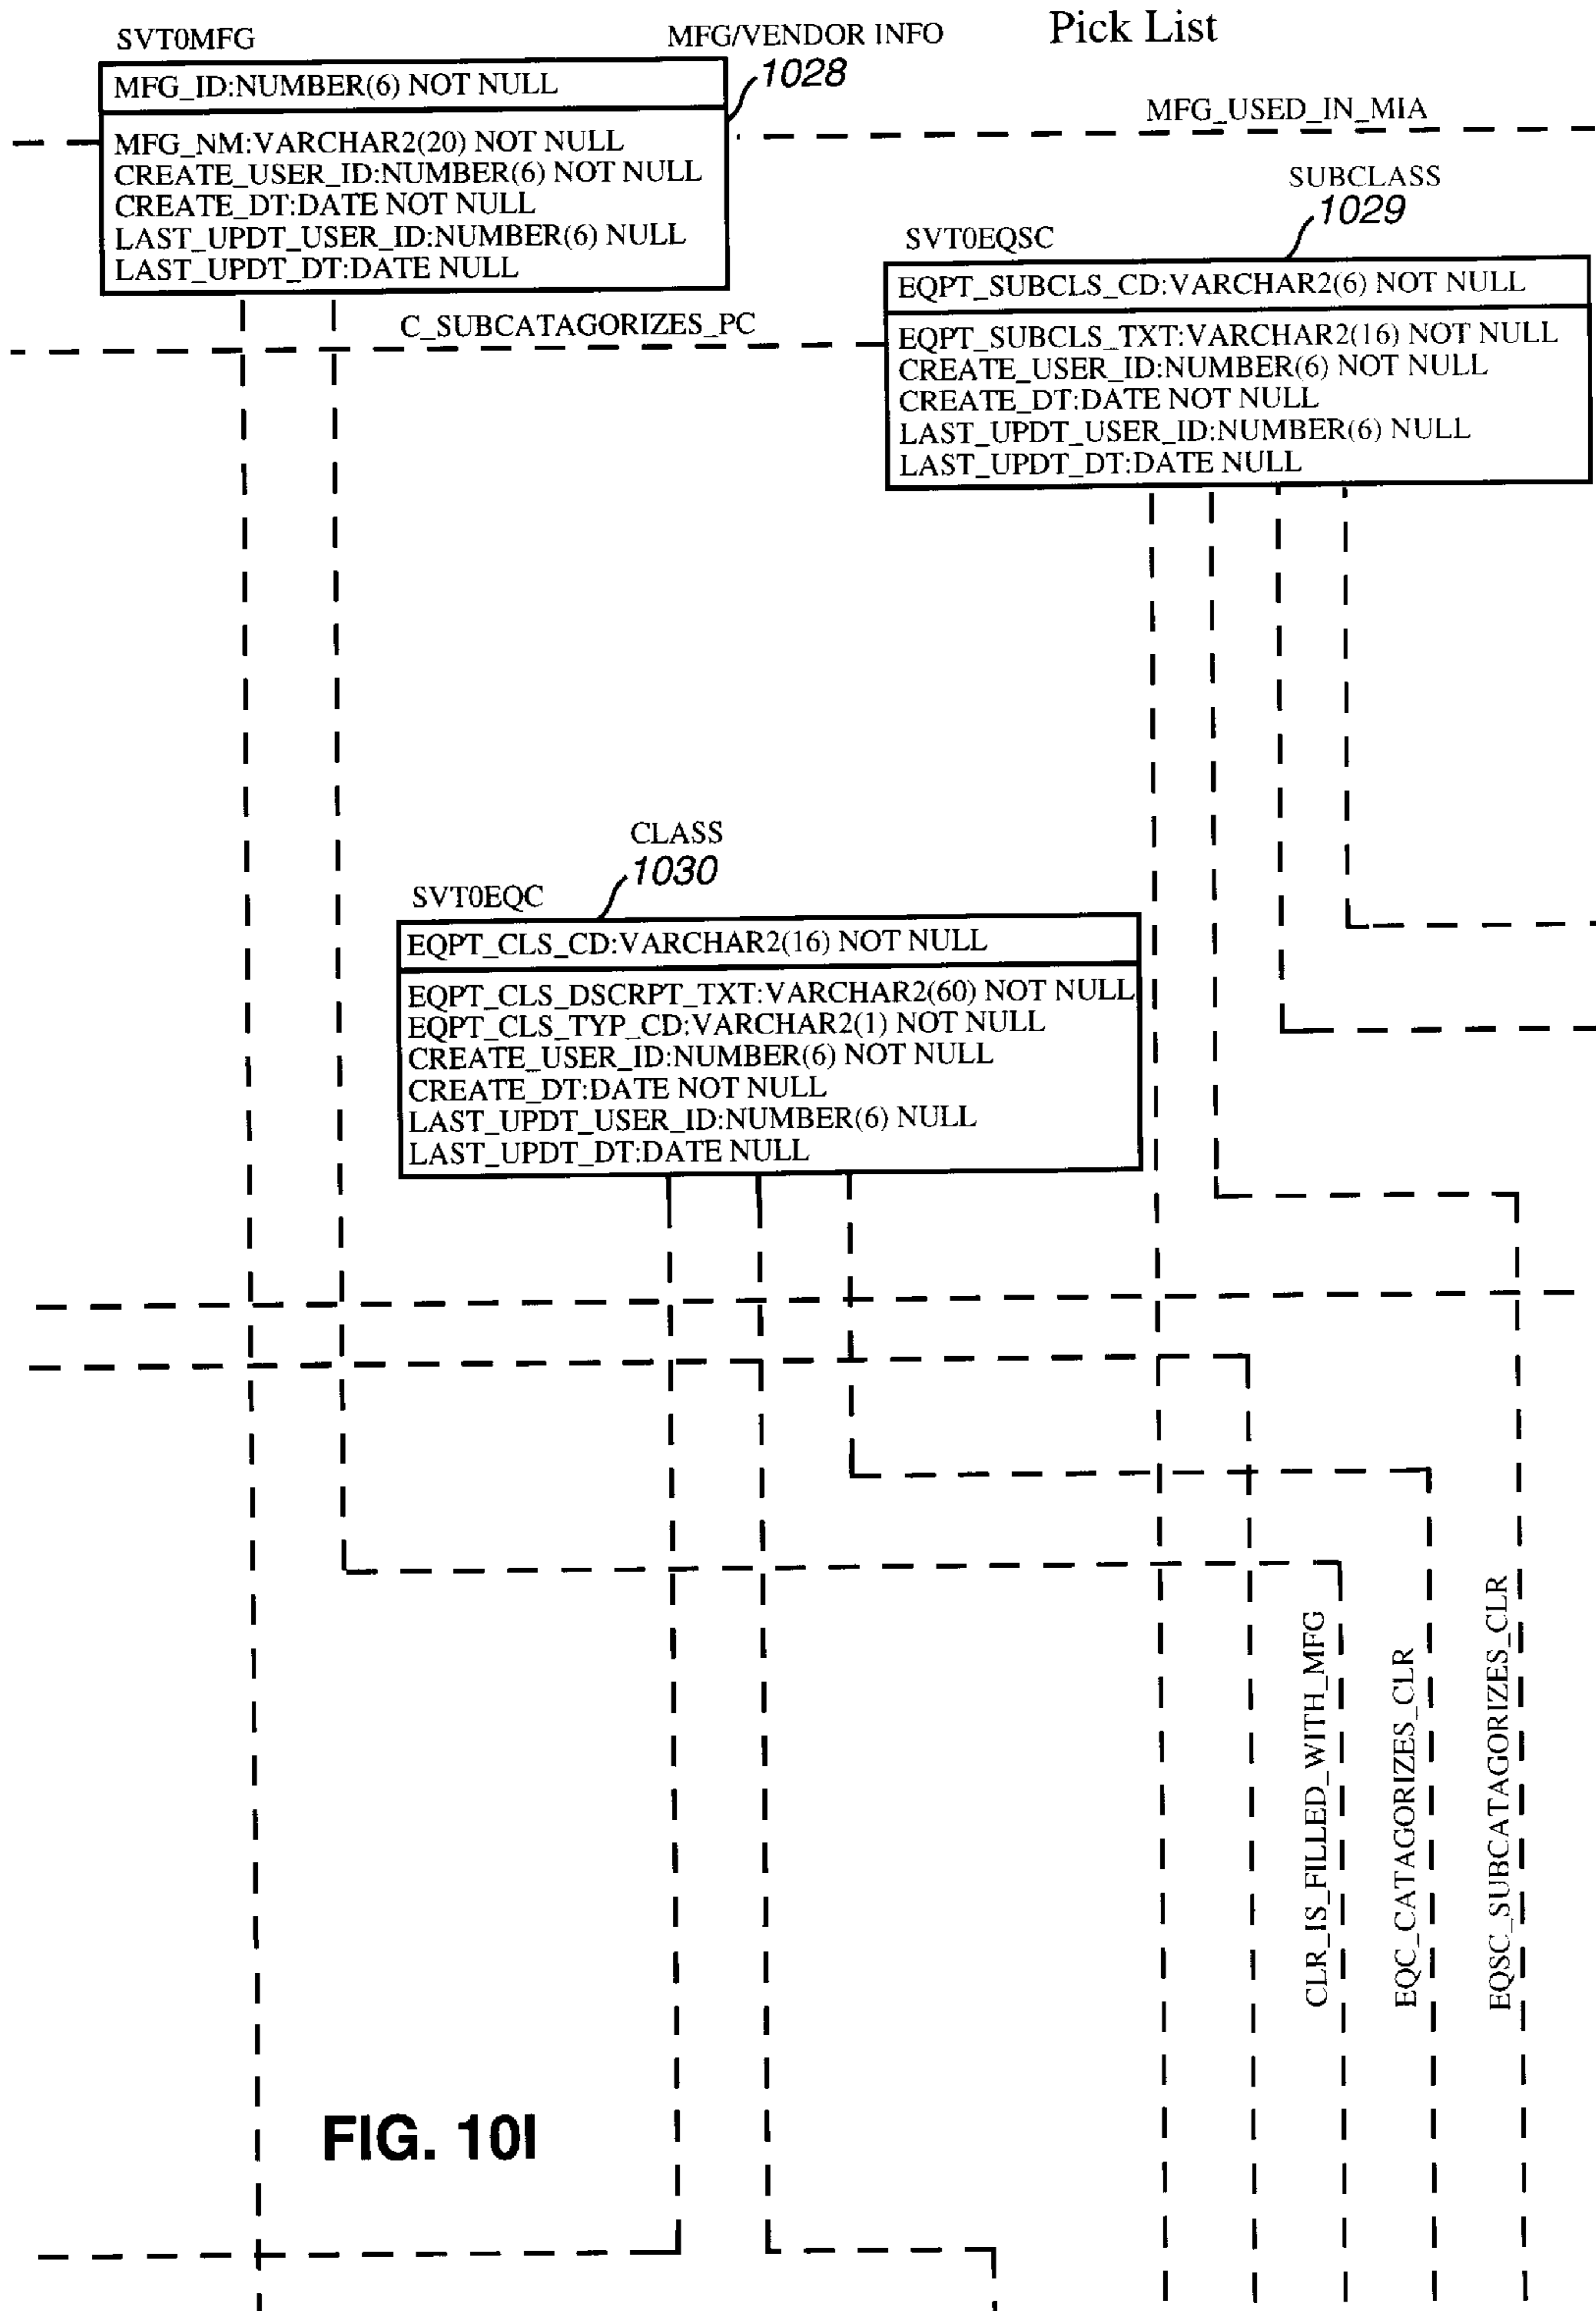 Pick List
SVT0MFG
MFG/VENDOR INFO
1028
MFG_ID:NUMBER(6) NOT NULL
MFG_NM:VARCHAR2(20) NOT NULL
CREATE_USER_ID:NUMBER(6) NOT NULL
CREATE_DT:DATE NOT NULL
LAST_UPDT_USER_ID:NUMBER(6) NULL
LAST_UPDT_DT:DATE NULL
MFG_USED_IN_MIA
SUBCLASS
1029
SVT0EQSC
EQPT_SUBCLS_CD:VARCHAR2(6) NOT NULL
EQPT_SUBCLS_TXT:VARCHAR2(16) NOT NULL
CREATE_USER_ID:NUMBER(6) NOT NULL
CREATE_DT:DATE NOT NULL
LAST_UPDT_USER_ID:NUMBER(6) NULL
LAST_UPDT_DT:DATE NULL
C_SUBCATAGORIZES_PC
CLASS
1030
SVT0EQC
EQPT_CLS_CD:VARCHAR2(16) NOT NULL
EQPT_CLS_DSCRPT_TXT:VARCHAR2(60) NOT NULL
EQPT_CLS_TYP_CD:VARCHAR2(1) NOT NULL
CREATE_USER_ID:NUMBER(6) NOT NULL
CREATE_DT:DATE NOT NULL
LAST_UPDT_USER_ID:NUMBER(6) NULL
LAST_UPDT_DT:DATE NULL
CLR_IS_FILLED_WITH_MFG
EQC_CATAGORIZES_CLR
EQSC_SUBCATAGORIZES_CLR
FIG. 10I